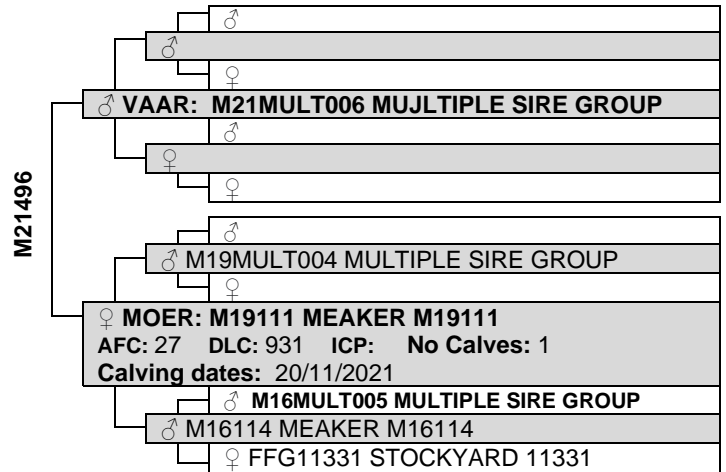 ♂
♂
♀
♂ VAAR: M21MULT006 MUJLTIPLE SIRE GROUP
♂
♀
♀
M21496
♂
♂ M19MULT004 MULTIPLE SIRE GROUP
♀
♀ MOER: M19111 MEAKER M19111
AFC: 27 DLC: 931 ICP: No Calves: 1
Calving dates: 20/11/2021
♂ M16MULT005 MULTIPLE SIRE GROUP
♂ M16114 MEAKER M16114
♀ FFG11331 STOCKYARD 11331